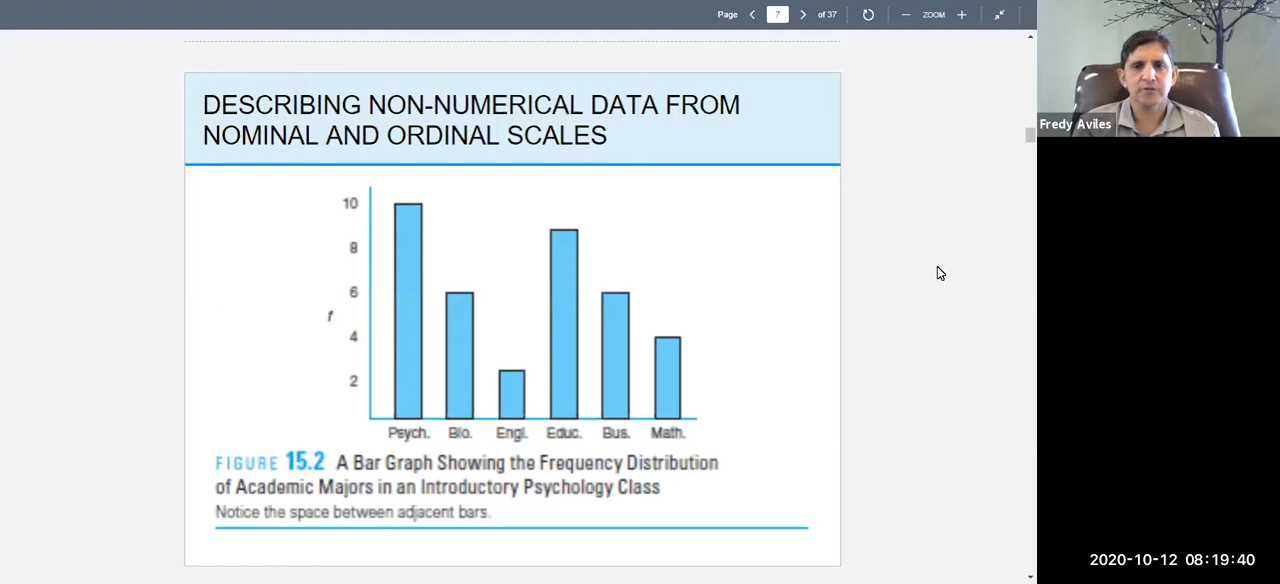 Page 7 of 37 ZOOM
DESCRIBING NON-NUMERICAL DATA FROM
NOMINAL AND ORDINAL SCALES
10
8
6
f
4
2
Psych. Bio. Engl. Educ. Bus. Math.
FIGURE 15.2 A Bar Graph Showing the Frequency Distribution
of Academic Majors in an Introductory Psychology Class
Notice the space between adjacent bars.
Fredy Aviles
2020-10-12 08:19:40